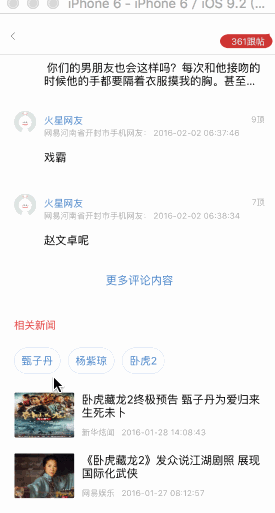 iPhone 6 - iPhone 6 / iOS 9.2 (...
361跟帖
你们的男朋友也会这样吗？每次和他接吻的
时候他的手都要隔着衣服摸我的胸。甚至...
火星网友 9顶
网易河南省开封市手机网友： 2016-02-02 06:37:48
戏霸
火星网友 7顶
网易河南省开封市手机网友： 2016-02-02 06:38:34
赵文卓呢
更多评论内容
相关新闻
甄子丹 杨紫琼 卧虎2
卧虎藏龙2终极预告 甄子丹为爱归来
生死未卜
新华炫闻 2016-01-28 14:08:43
《卧虎藏龙2》发众说江湖剧照 展现
国际化武侠
网易娱乐 2016-01-27 08:12:57